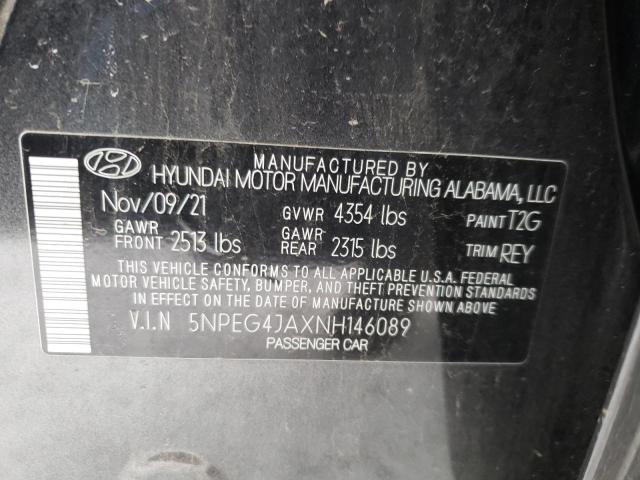 MANUFACTURED BY
HYUNDAI MOTOR MANUFACTURING ALABAMA, LLC
Nov/09/21 GVWR 4354 lbs PAINT T2G
GAWR FRONT 2513 lbs GAWR REAR 2315 lbs TRIM REY
THIS VEHICLE CONFORMS TO ALL APPLICABLE U.S.A. FEDERAL
MOTOR VEHICLE SAFETY, BUMPER, AND THEFT PREVENTION STANDARDS
IN EFFECT ON THE DATE OF MANUFACTURE SHOWN ABOVE.
V.I.N 5NPEG4JAXNH146089
PASSENGER CAR